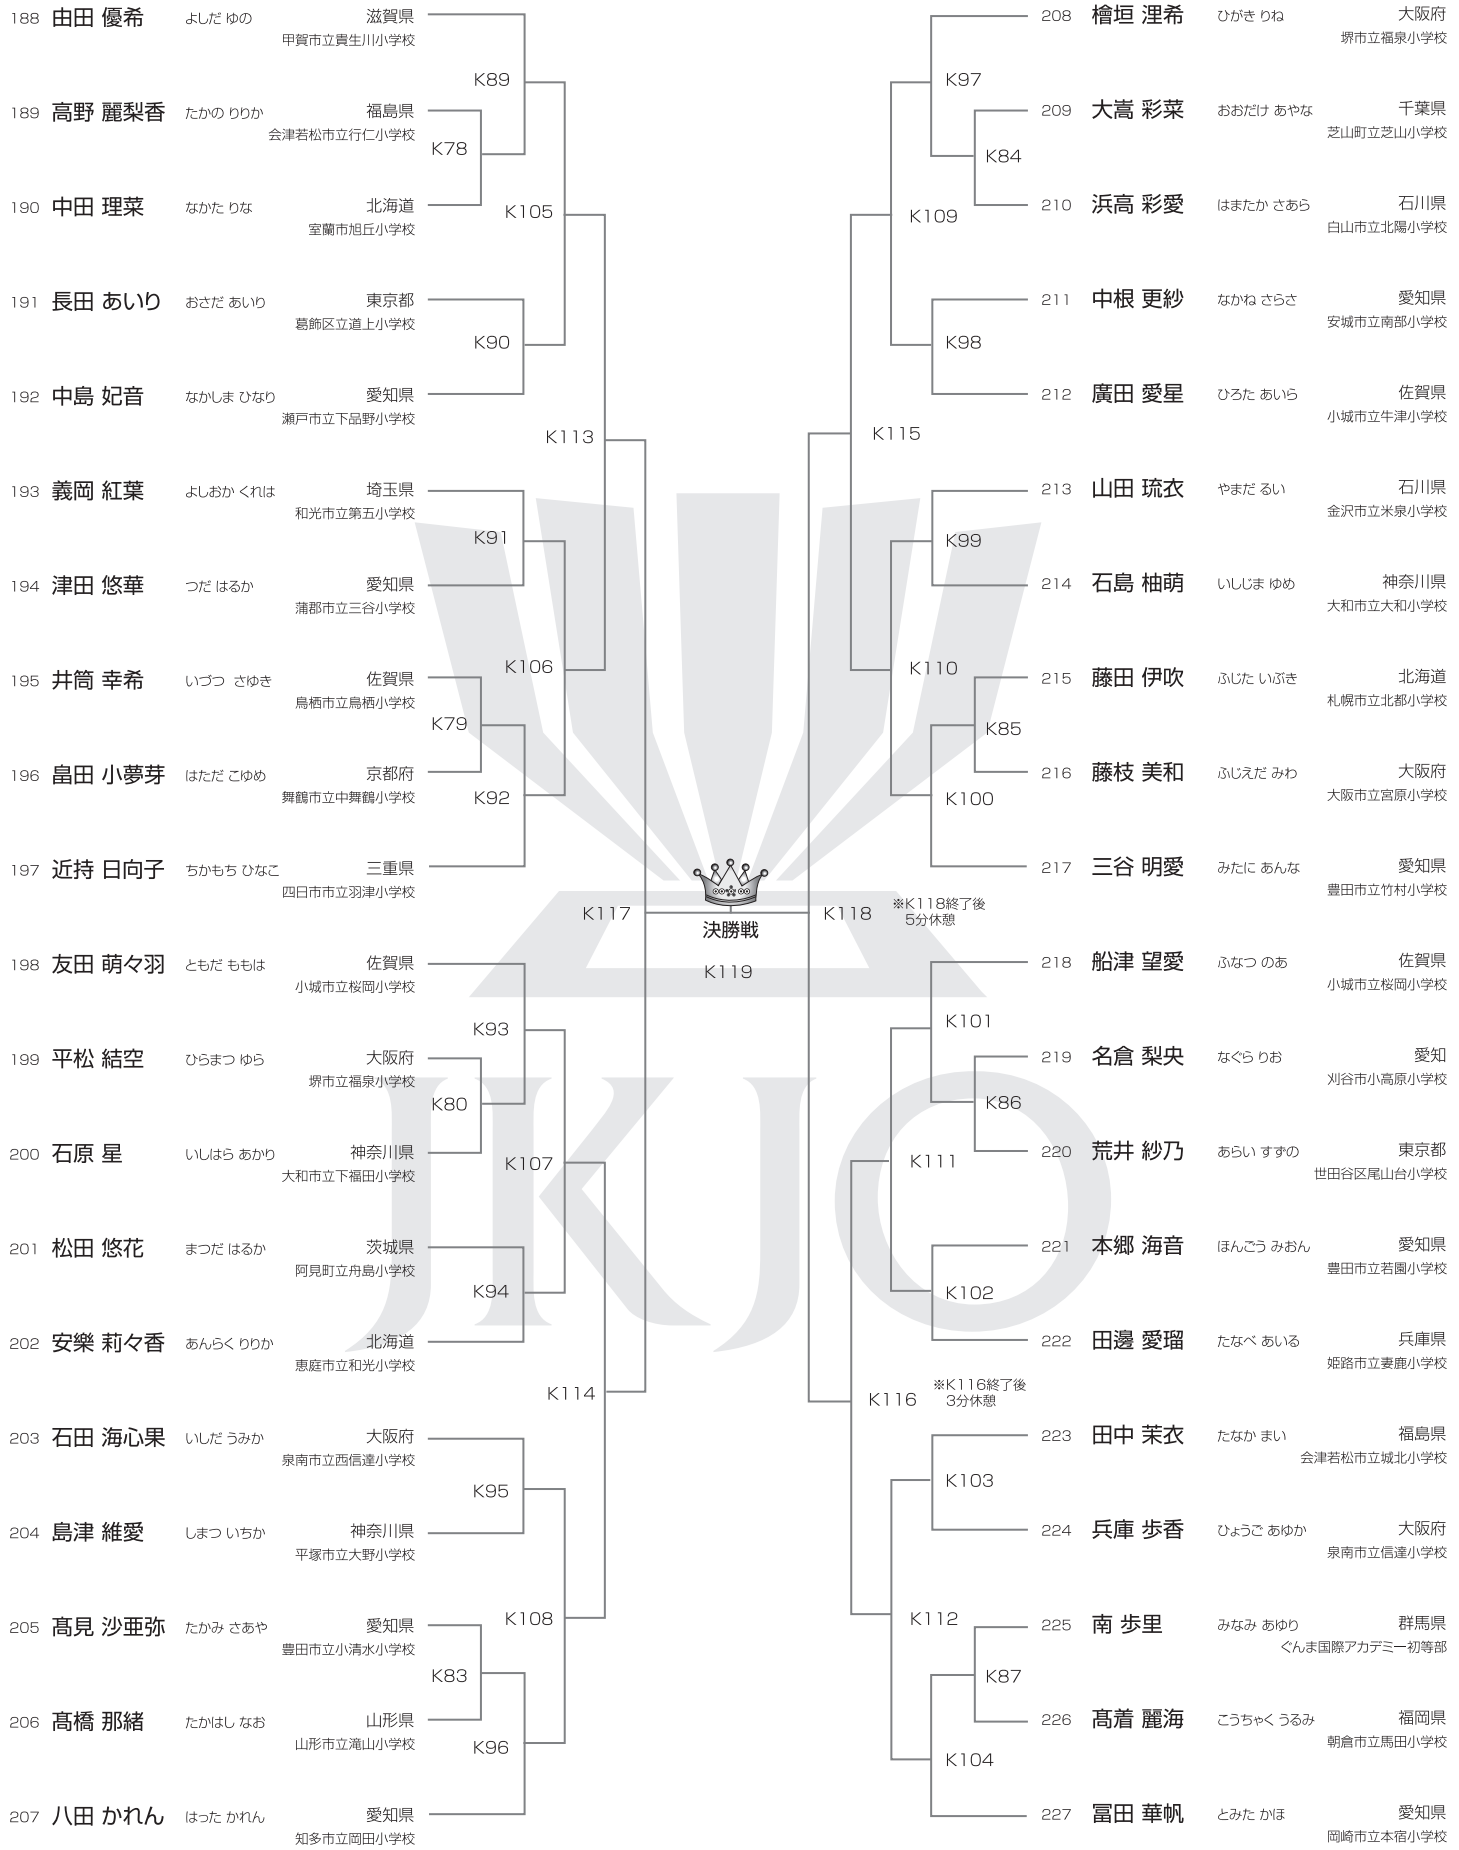 188 由田 優希 よしだ ゆの 滋賀県
甲賀市立貴生川小学校
K89
189 高野 麗梨香 たかの りりか 福島県
会津若松市立行仁小学校
K78
190 中田 理菜 なかた りな 北海道
室蘭市旭丘小学校
K105
191 長田 あいり おさだ あいり 東京都
葛飾区立道上小学校
K90
192 中島 妃音 なかしま ひなり 愛知県
瀬戸市立下品野小学校
K113
193 義岡 紅葉 よしおか くれは 埼玉県
和光市立第五小学校
K91
194 津田 悠華 つだ はるか 愛知県
蒲郡市立三谷小学校
K106
195 井筒 幸希 いづつ さゆき 佐賀県
鳥栖市立鳥栖小学校
K79
196 畠田 小夢芽 はただ こゆめ 京都府
舞鶴市立中舞鶴小学校
K92
197 近持 日向子 ちかもち ひなこ 三重県
四日市市立羽津小学校
K117
198 友田 萌々羽 ともだ ももは 佐賀県
小城市立桜岡小学校
K93
199 平松 結空 ひらまつ ゆら 大阪府
堺市立福泉小学校
K80
200 石原 星 いしはら あかり 神奈川県
大和市立下福田小学校
K107
201 松田 悠花 まつだ はるか 茨城県
阿見町立舟島小学校
K94
202 安樂 莉々香 あんらく りりか 北海道
恵庭市立和光小学校
K114
203 石田 海心果 いしだ うみか 大阪府
泉南市立西信達小学校
K95
204 島津 維愛 しまつ いちか 神奈川県
平塚市立大野小学校
K108
205 髙見 沙亜弥 たかみ さあや 愛知県
豊田市立小清水小学校
K83
206 髙橋 那緒 たかはし なお 山形県
山形市立滝山小学校
K96
207 八田 かれん はった かれん 愛知県
知多市立岡田小学校
決勝戦
K119
JKJO
208 檜垣 浬希 ひがき りね 大阪府
堺市立福泉小学校
K97
209 大嵩 彩菜 おおだけ あやな 千葉県
芝山町立芝山小学校
K84
210 浜高 彩愛 はまたか さあら 石川県
白山市立北陽小学校
K109
211 中根 更紗 なかね さらさ 愛知県
安城市立南部小学校
K98
212 廣田 愛星 ひろた あいら 佐賀県
小城市立牛津小学校
K115
213 山田 琉衣 やまだ るい 石川県
金沢市立米泉小学校
K99
214 石島 柚萌 いしじま ゆめ 神奈川県
大和市立大和小学校
K110
215 藤田 伊吹 ふじた いぶき 北海道
札幌市立北都小学校
K85
216 藤枝 美和 ふじえだ みわ 大阪府
大阪市立宮原小学校
K100
217 三谷 明愛 みたに あんな 愛知県
豊田市立竹村小学校
K118
※K118終了後
5分休憩
218 船津 望愛 ふなつ のあ 佐賀県
小城市立桜岡小学校
K101
219 名倉 梨央 なぐら りお 愛知
刈谷市小高原小学校
K86
220 荒井 紗乃 あらい すずの 東京都
世田谷区尾山台小学校
K111
221 本郷 海音 ほんごう みおん 愛知県
豊田市立若園小学校
K102
222 田邊 愛瑠 たなべ あいる 兵庫県
姫路市立妻鹿小学校
K116
※K116終了後
3分休憩
223 田中 茉衣 たなか まい 福島県
会津若松市立城北小学校
K103
224 兵庫 歩香 ひょうご あゆか 大阪府
泉南市立信達小学校
K112
225 南 歩里 みなみ あゆり 群馬県
ぐんま国際アカデミー初等部
K87
226 髙着 麗海 こうちゃく うるみ 福岡県
朝倉市立馬田小学校
K104
227 冨田 華帆 とみた かほ 愛知県
岡崎市立本宿小学校